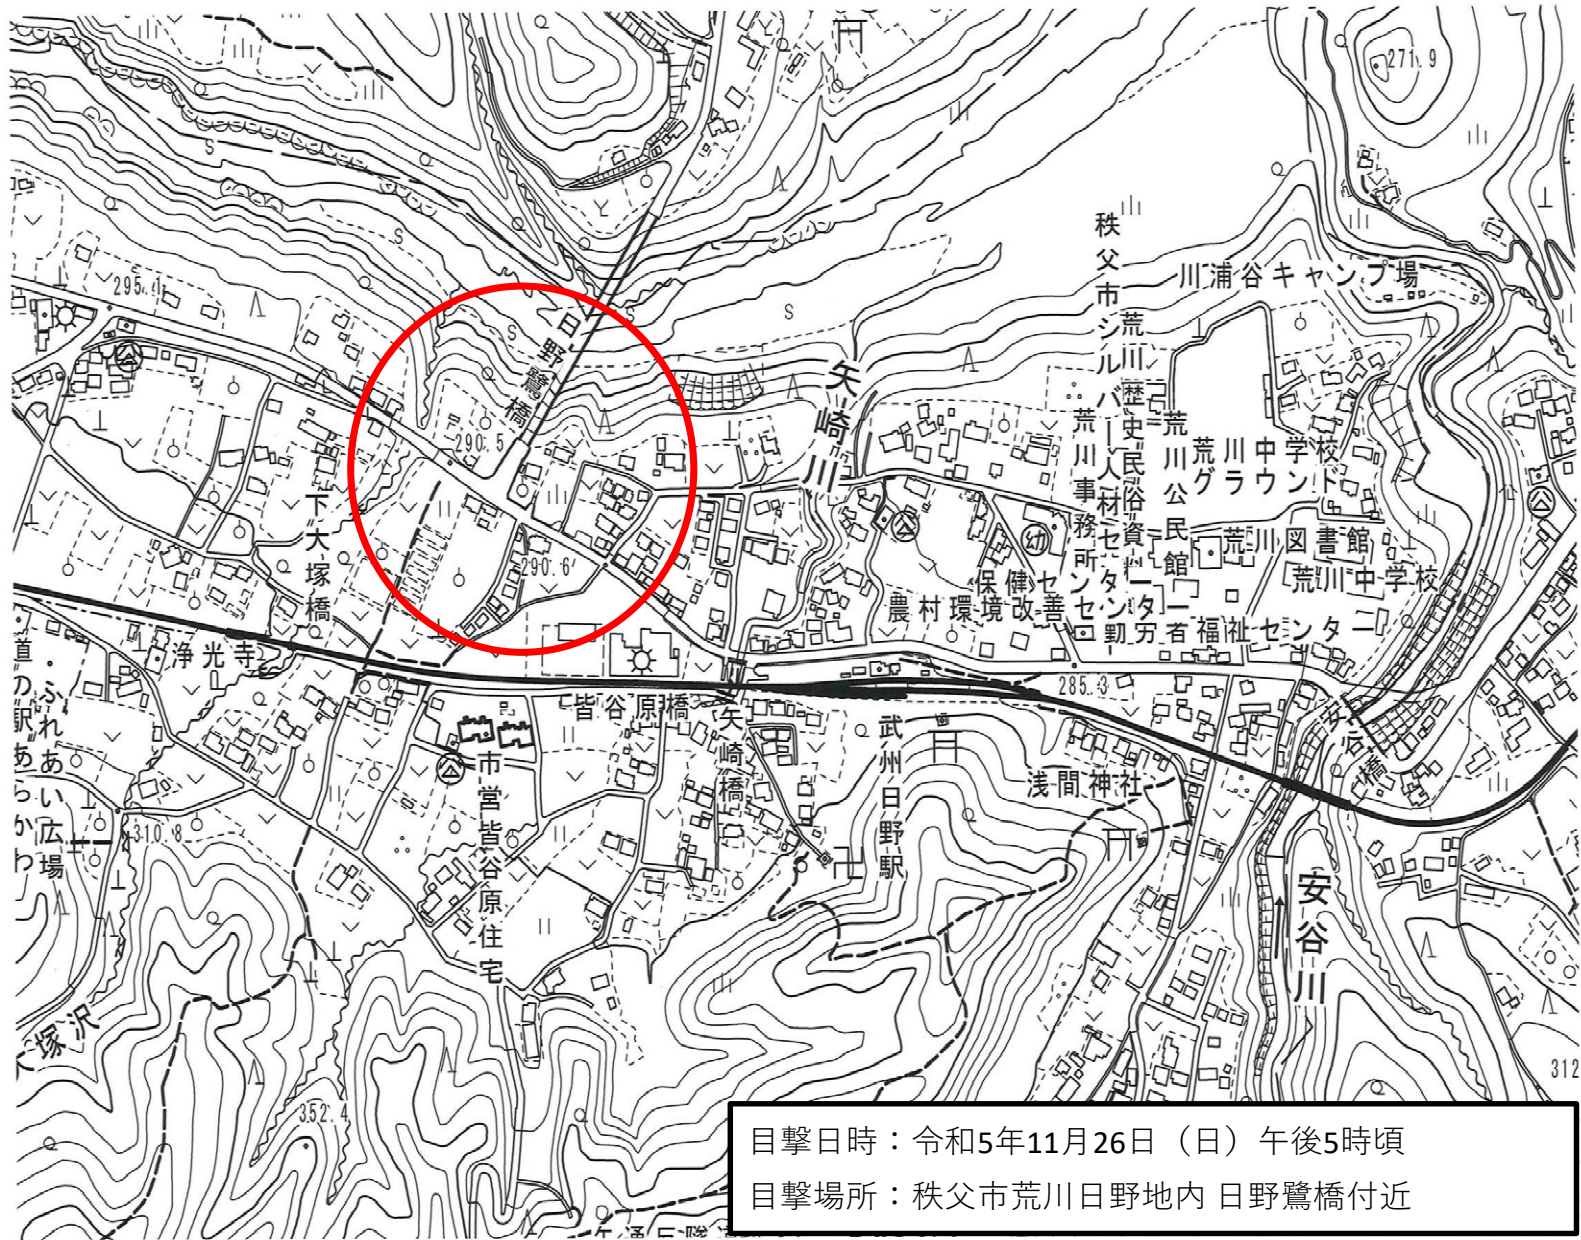 271.9
295.1
日野鷺橋
290.5
290.6
下大塚橋
矢崎川
秩父市シルバー人材センター
川浦谷キャンプ場
荒川歴史民俗資料
荒川事務所
荒川公民館
荒川中学校
グラウンド
荒川図書館
荒川中学校
保健センター
農村環境改善センター
勤労者福祉センター
幼
浄光寺
道の駅あらかわ
ふれあい広場
皆谷原橋
矢崎橋
武州日野駅
285.3
安谷橋
浅間神社
市営皆谷原住宅
310.8
安谷川
大塚沢
352.4
312
目撃日時：令和5年11月26日（日）午後5時頃
目撃場所：秩父市荒川日野地内 日野鷺橋付近